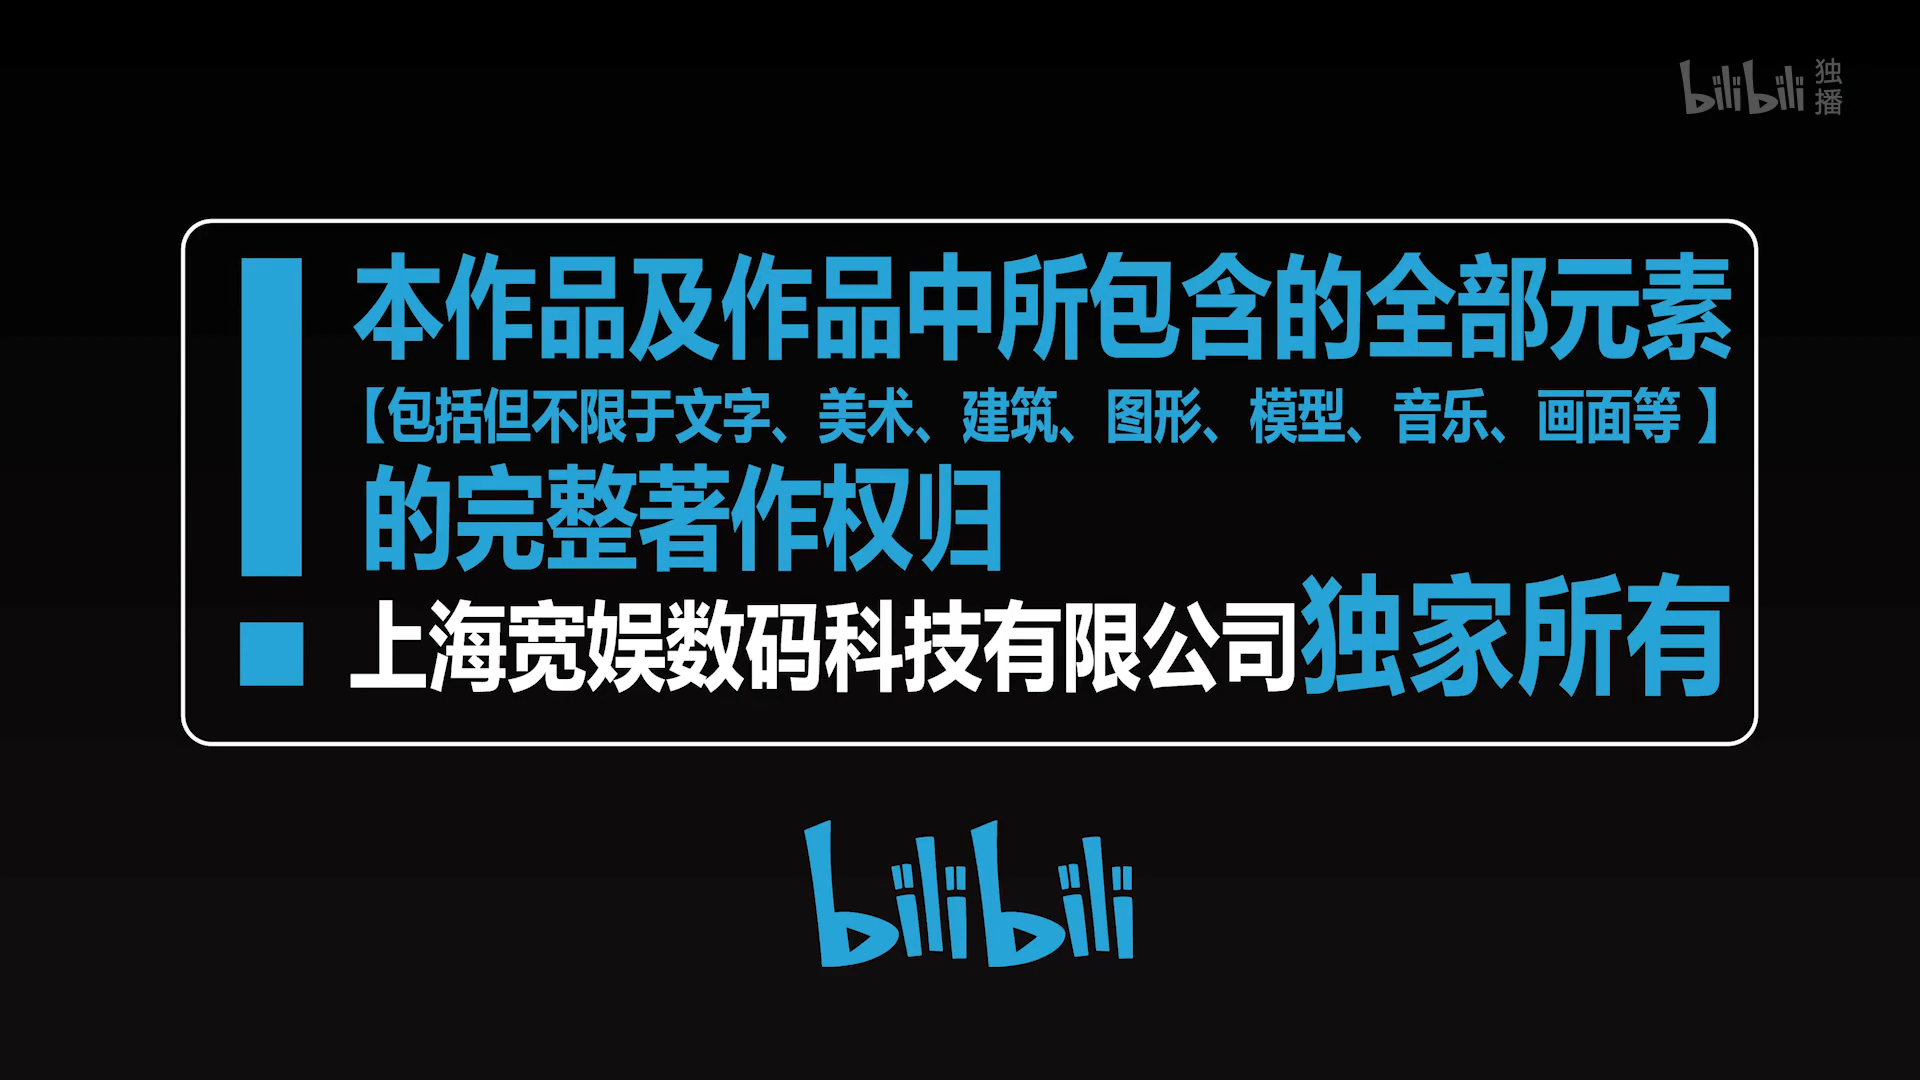 bilibili 独播
本作品及作品中所包含的全部元素
【包括但不限于文字、美术、建筑、图形、模型、音乐、画面等】
的完整著作权归
上海宽娱数码科技有限公司独家所有
bilibili